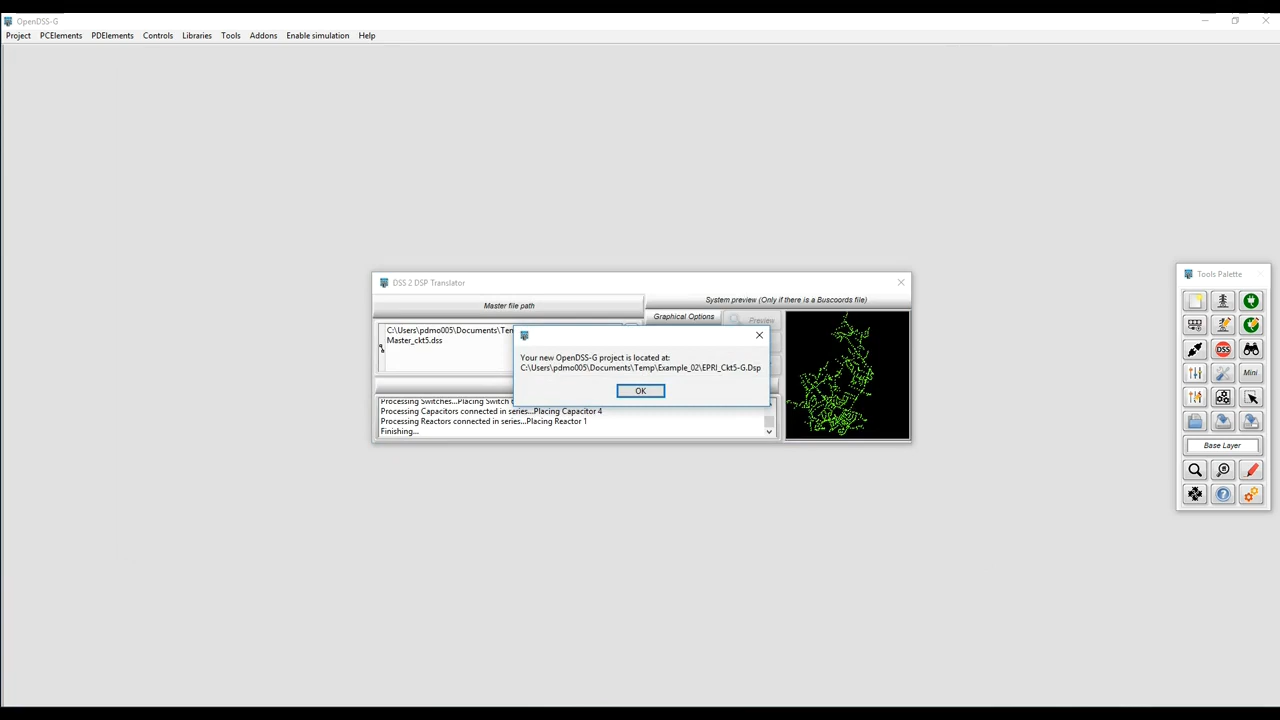 OpenDSS-G
Project PCElements PDElements Controls Libraries Tools Addons Enable simulation Help
DSS 2 DSP Translator
Master file path
System preview (Only if there is a Buscoords file)
Graphical Options
Preview
C:\Users\pdmo005\Documents\Tem
Master_ckt5.dss
Your new OpenDSS-G project is located at:
C:\Users\pdmo005\Documents\Temp\Example_02\EPRI_Ckt5-G.Dsp
OK
Processing Switches...Placing Switch
Processing Capacitors connected in series...Placing Capacitor 4
Processing Reactors connected in series...Placing Reactor 1
Finishing...
Tools Palette
DSS
Mini
Base Layer